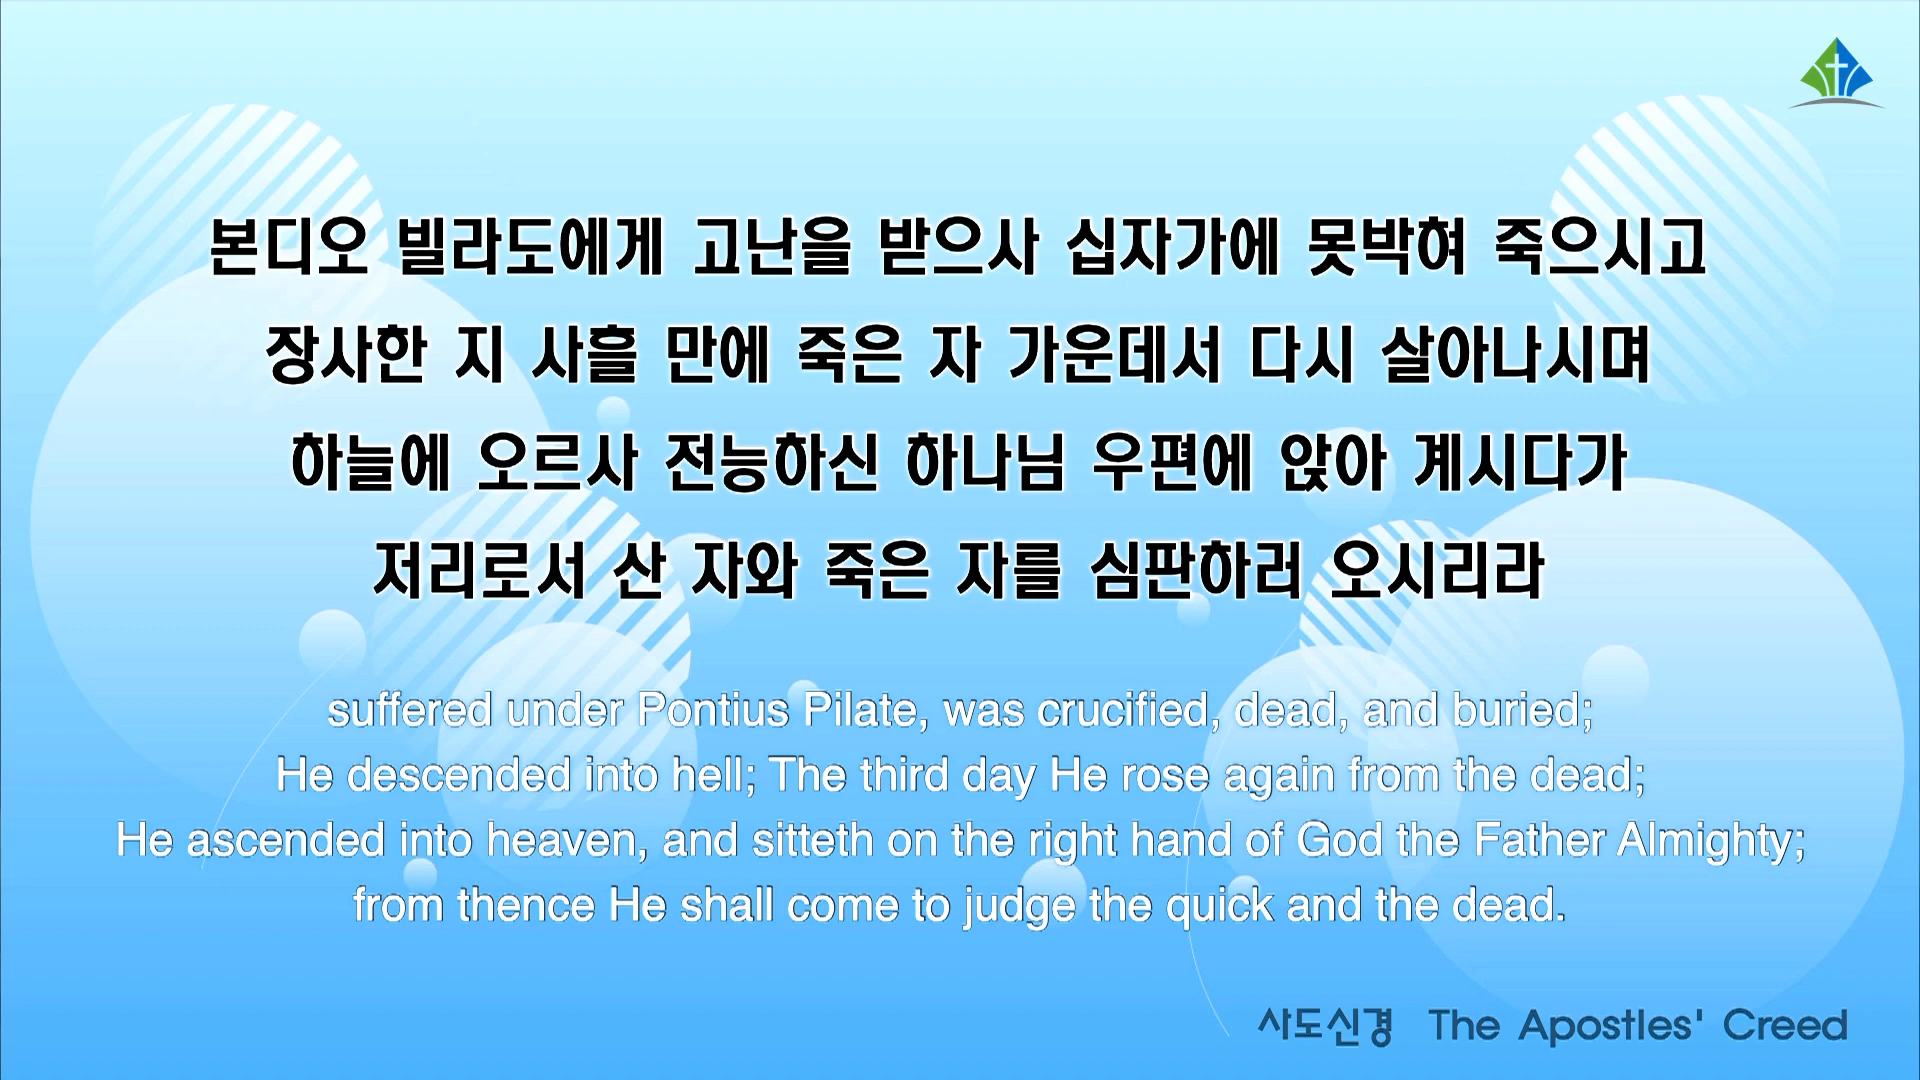 본디오 빌라도에게 고난을 받으사 십자가에 못박혀 죽으시고
장사한 지 사흘 만에 죽은 자 가운데서 다시 살아나시며
하늘에 오르사 전능하신 하나님 우편에 앉아 계시다가
저리로서 산 자와 죽은 자를 심판하러 오시리라
suffered under Pontius Pilate, was crucified, dead, and buried;
He descended into hell; The third day He rose again from the dead;
He ascended into heaven, and sitteth on the right hand of God the Father Almighty;
from thence He shall come to judge the quick and the dead.
사도신경 The Apostles' Creed